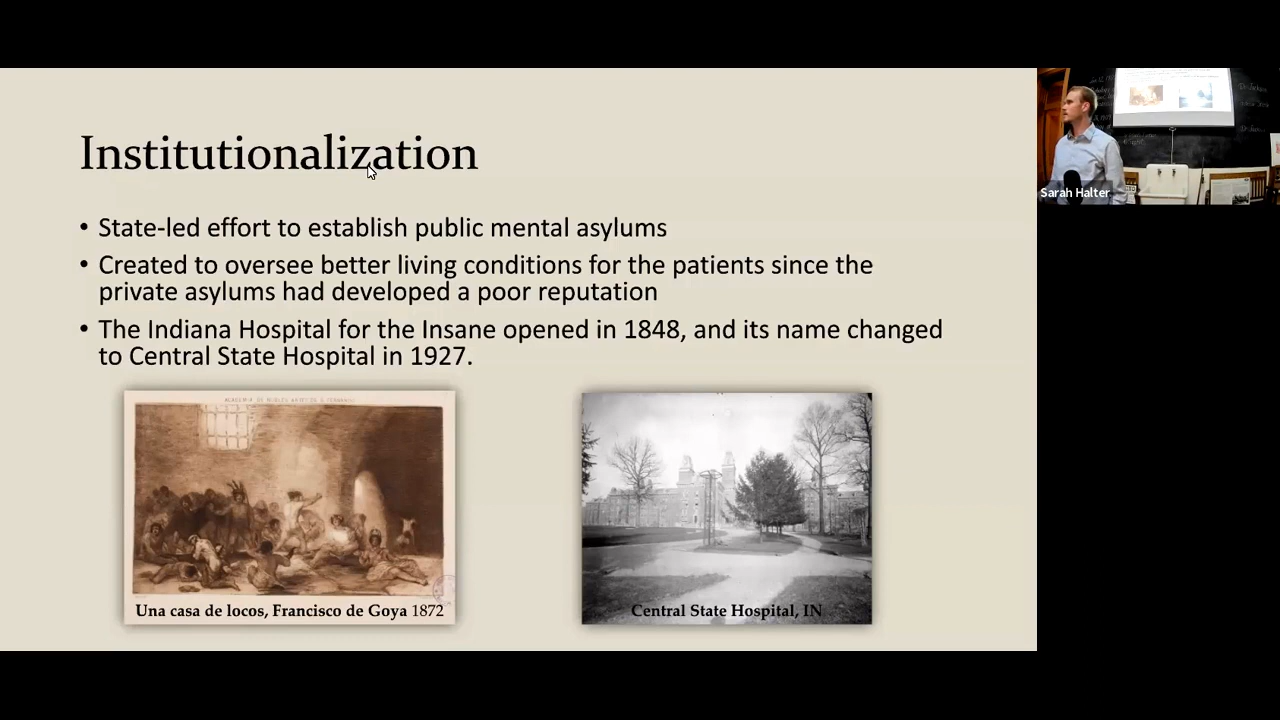 Institutionalization
• State-led effort to establish public mental asylums
• Created to oversee better living conditions for the patients since the
private asylums had developed a poor reputation
• The Indiana Hospital for the Insane opened in 1848, and its name changed
to Central State Hospital in 1927.
Una casa de locos, Francisco de Goya 1872
Central State Hospital, IN
Sarah Halter